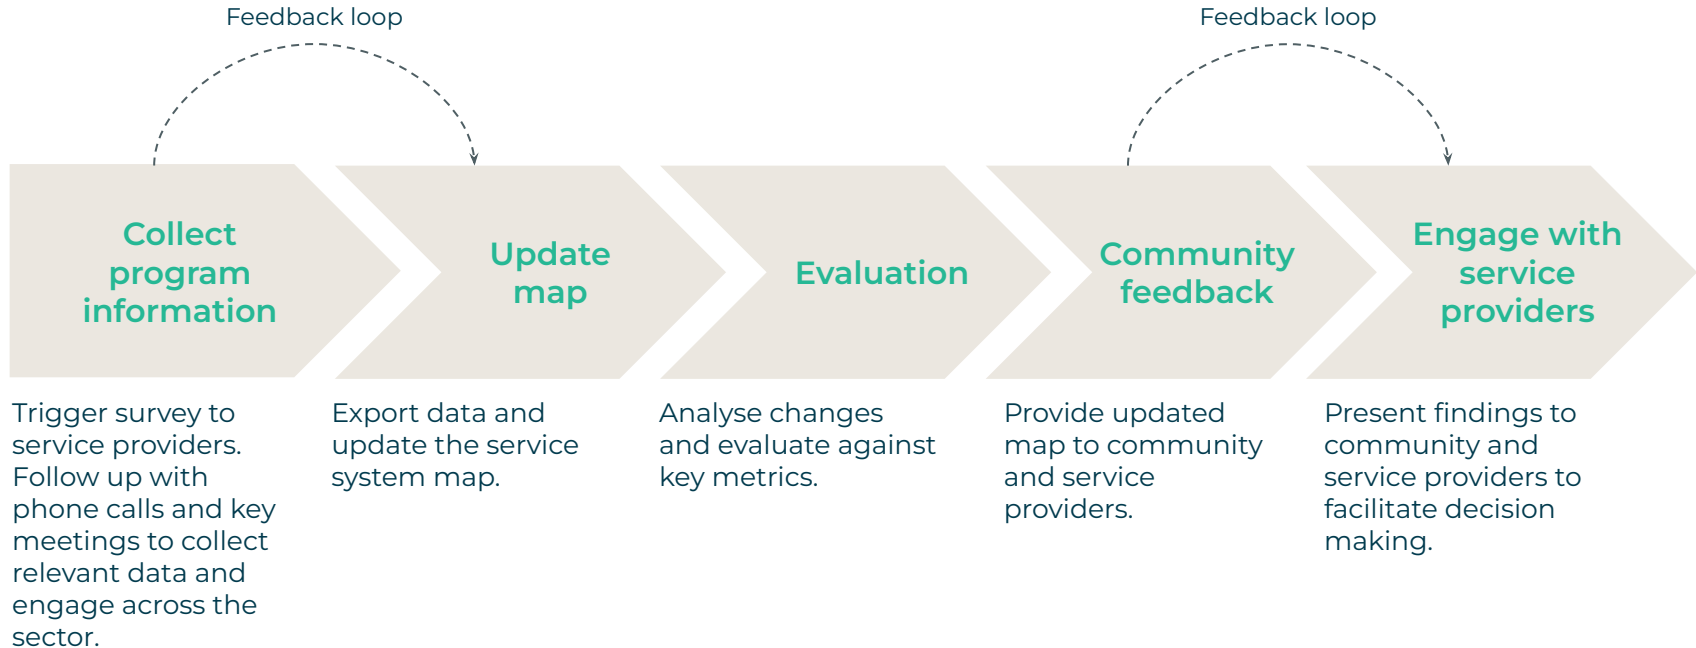 Feedback loop
Feedback loop
Collect
program
information
Update
map
Evaluation
Community
feedback
Engage with
service
providers
Trigger survey to
service providers.
Follow up with
phone calls and key
meetings to collect
relevant data and
engage across the
sector.
Export data and
update the service
system map.
Analyse changes
and evaluate against
key metrics.
Provide updated
map to community
and service
providers.
Present findings to
community and
service providers to
facilitate decision
making.